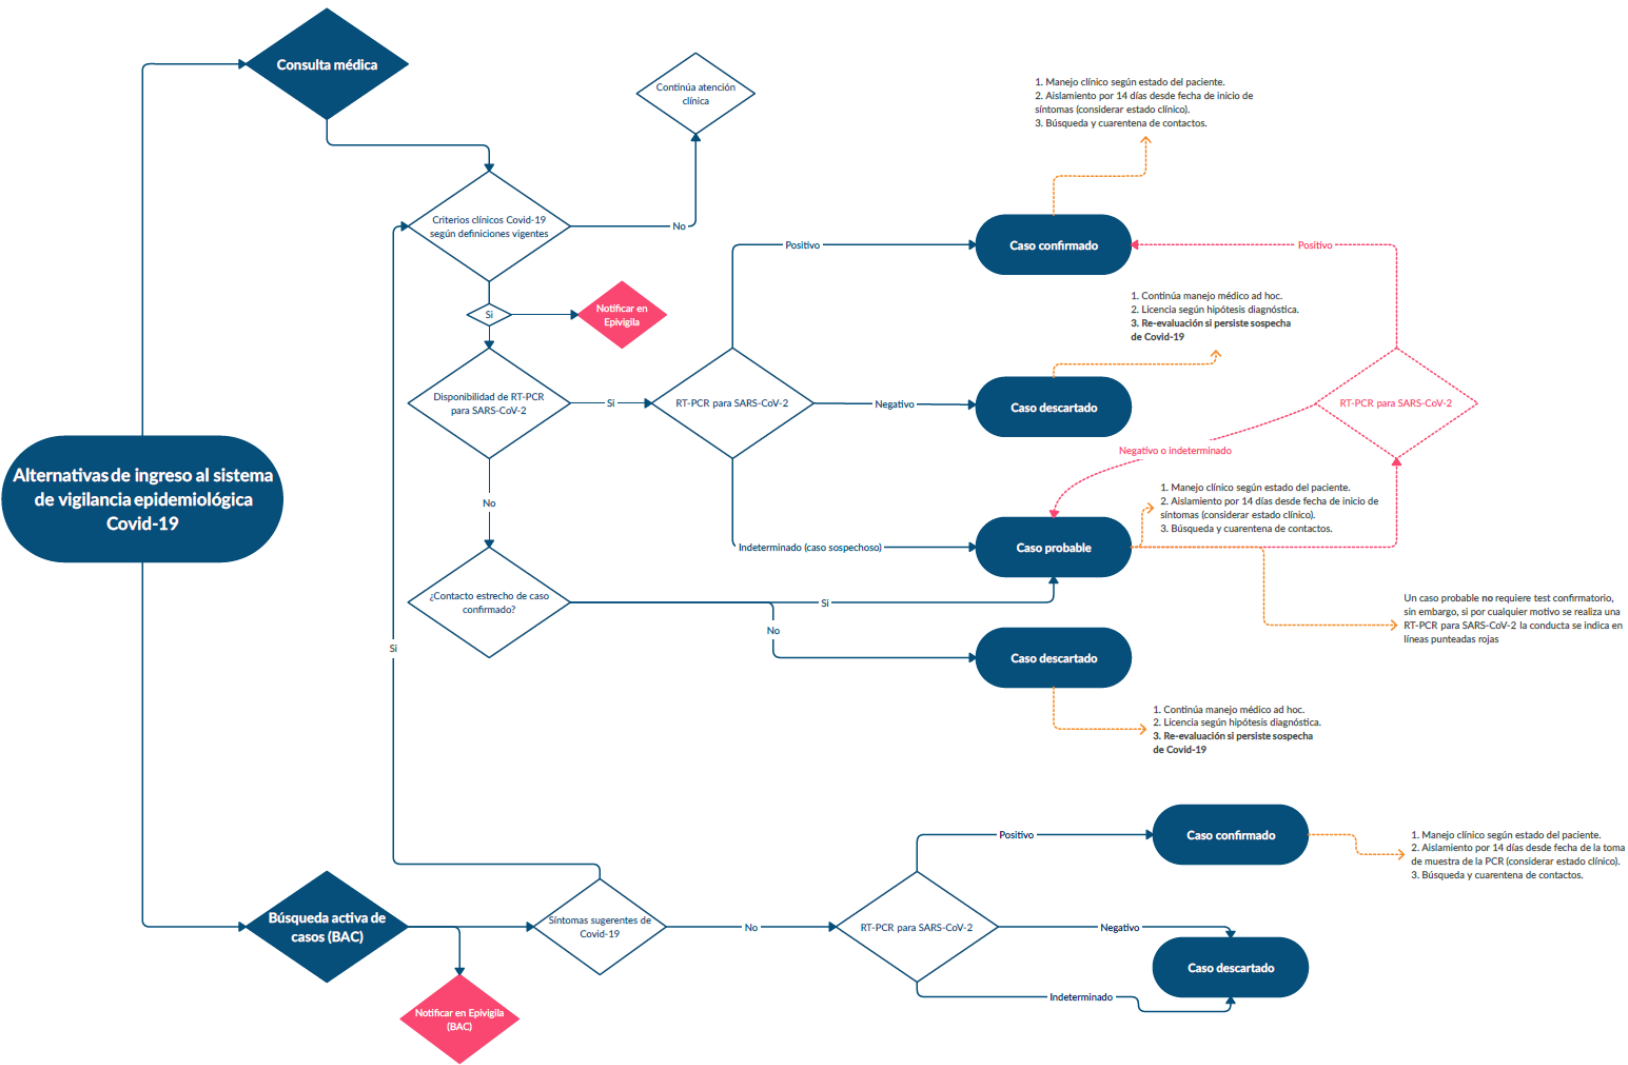 Consulta médica
Continúa atención
clínica
1. Manejo clínico según estado del paciente.
2. Aislamiento por 14 días desde fecha de inicio de
síntomas (considerar estado clínico).
3. Búsqueda y cuarentena de contactos.
Criterios clínicos Covid-19
según definiciones vigentes
No
Positivo
Caso confirmado
Positivo
Si
Notificar en
Epivigila
1. Continúa manejo médico ad hoc.
2. Licencia según hipótesis diagnóstica.
3. Re-evaluación si persiste sospecha
de Covid-19
Disponibilidad de RT-PCR
para SARS-CoV-2
Si
RT-PCR para SARS-CoV-2
Negativo
Caso descartado
RT-PCR para SARS-CoV-2
Negativo o indeterminado
Alternativas de ingreso al sistema
de vigilancia epidemiológica
Covid-19
No
1. Manejo clínico según estado del paciente.
2. Aislamiento por 14 días desde fecha de inicio de
síntomas (considerar estado clínico).
3. Búsqueda y cuarentena de contactos.
Indeterminado (caso sospechoso)
Caso probable
¿Contacto estrecho de caso
confirmado?
Si
No
Un caso probable no requiere test confirmatorio,
sin embargo, si por cualquier motivo se realiza una
RT-PCR para SARS-CoV-2 la conducta se indica en
líneas punteadas rojas
Si
Caso descartado
1. Continúa manejo médico ad hoc.
2. Licencia según hipótesis diagnóstica.
3. Re-evaluación si persiste sospecha
de Covid-19
Positivo
Caso confirmado
1. Manejo clínico según estado del paciente.
2. Aislamiento por 14 días desde fecha de la toma
de muestra de la PCR (considerar estado clínico).
3. Búsqueda y cuarentena de contactos.
Búsqueda activa de
casos (BAC)
Síntomas sugerentes de
Covid-19
No
RT-PCR para SARS-CoV-2
Negativo
Caso descartado
Indeterminado
Notificar en Epivigila
(BAC)